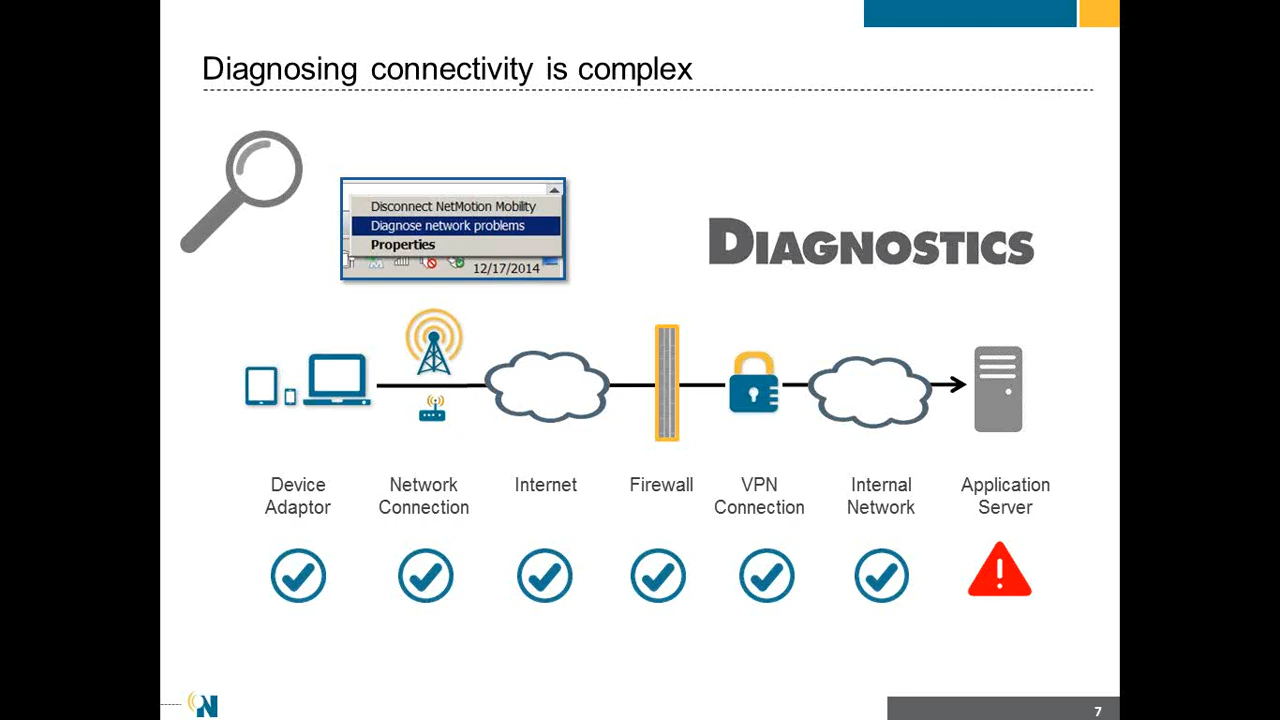 Diagnosing connectivity is complex
Disconnect NetMotion Mobility
Diagnose network problems
Properties
12/17/2014
DIAGNOSTICS
Device Adaptor
Network Connection
Internet
Firewall
VPN Connection
Internal Network
Application Server
N
7